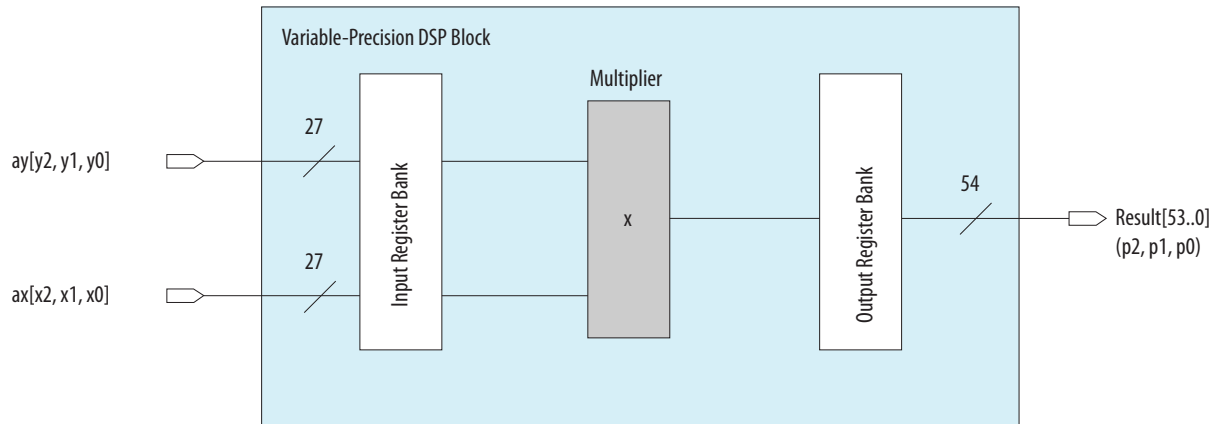 Variable-Precision DSP Block
Multiplier
27
ay[y2, y1, y0]
Input Register Bank
x
Output Register Bank
54
Result[53..0]
(p2, p1, p0)
27
ax[x2, x1, x0]